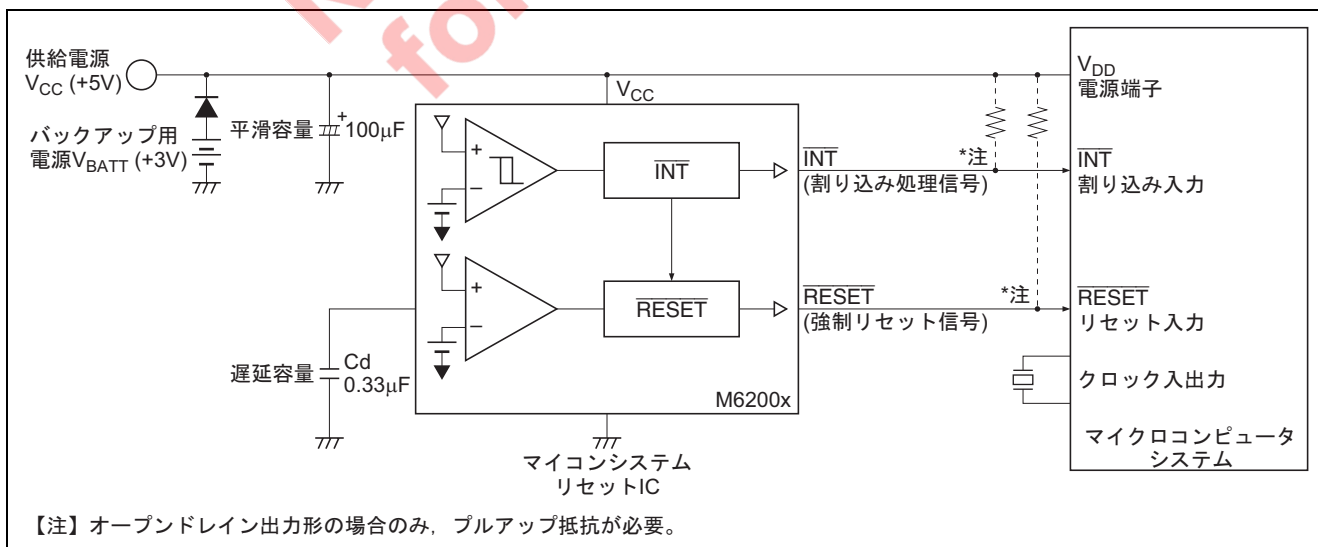 for
供給電源
VCC (+5V)
バックアップ用
電源VBATT (+3V)
平滑容量
+
100μF
VCC
+
−
INT
INT
(割り込み処理信号)
*注
+
−
RESET
RESET
(強制リセット信号)
*注
遅延容量
Cd
0.33μF
M6200x
マイコンシステム
リセットIC
VDD
電源端子
INT
割り込み入力
RESET
リセット入力
クロック入出力
マイクロコンピュータ
システム
【注】オープンドレイン出力形の場合のみ，プルアップ抵抗が必要。